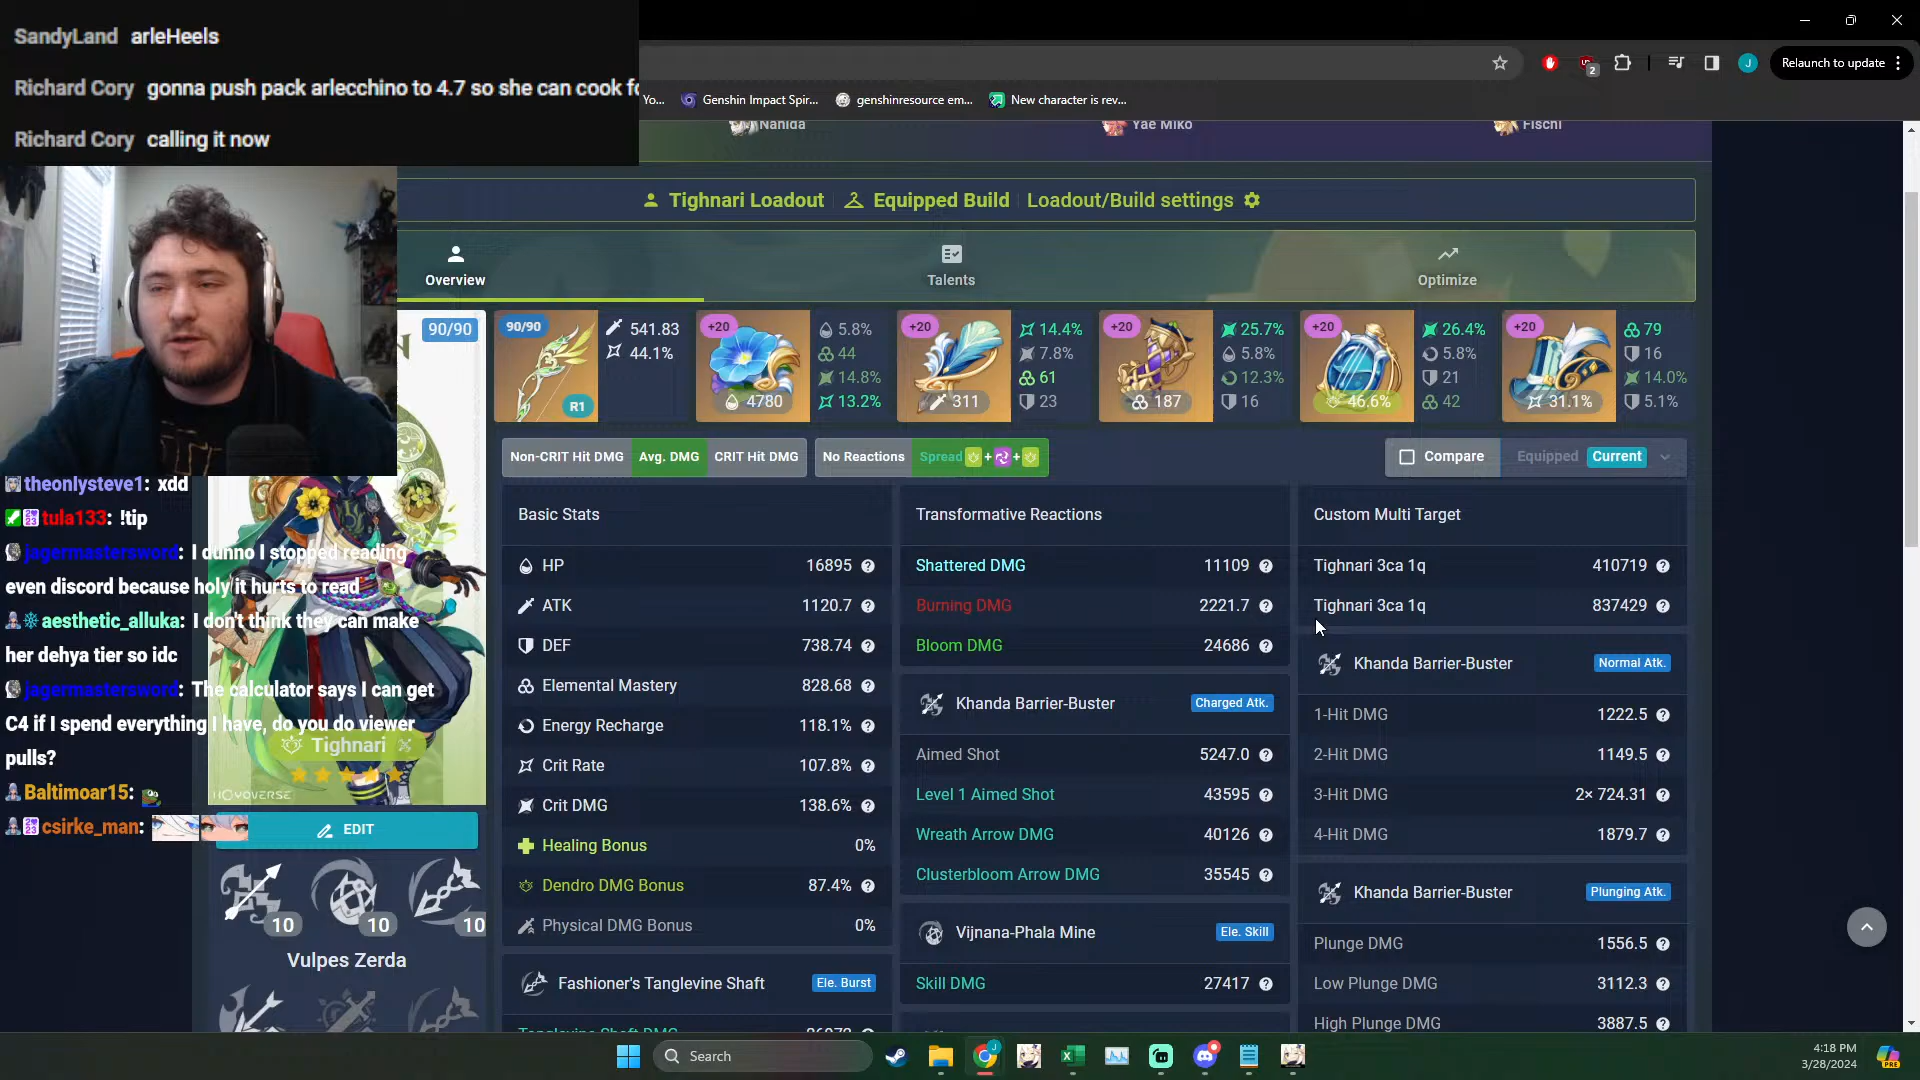 SandyLand arleHeels
Richard Cory gonna push pack arlecchino to 4.7 so she can cook fo
Richard Cory calling it now
Relaunch to update
2
J
Yo...
Genshin Impact Spir...
genshinresource em...
New character is rev...
Nahida
Yae Miko
Fischl
Tighnari Loadout
Equipped Build
Loadout/Build settings
Overview
Talents
Optimize
90/90
90/90
R1
541.83
44.1%
+20
4780
5.8%
44
14.8%
13.2%
+20
311
14.4%
7.8%
61
23
+20
187
25.7%
5.8%
12.3%
16
+20
46.6%
26.4%
5.8%
21
42
+20
31.1%
79
16
14.0%
5.1%
Non-CRIT Hit DMG
Avg. DMG
CRIT Hit DMG
No Reactions
Spread + +
Compare
Equipped
Current
theonlysteve1: xdd
tula133: !tip
jagermastersword: I dunno I stopped reading
even discord because holy it hurts to read
aesthetic_alluka: I don't think they can make
her dehya tier so idc
jagermastersword: The calculator says I can get
C4 if I spend everything I have, do you do viewer
pulls?
Baltimoar15:
csirke_man:
Tighnari
HOYOVERSE
EDIT
10
10
10
Vulpes Zerda
Basic Stats
HP 16895
ATK 1120.7
DEF 738.74
Elemental Mastery 828.68
Energy Recharge 118.1%
Crit Rate 107.8%
Crit DMG 138.6%
Healing Bonus 0%
Dendro DMG Bonus 87.4%
Physical DMG Bonus 0%
Fashioner's Tanglevine Shaft Ele. Burst
Transformative Reactions
Shattered DMG 11109
Burning DMG 2221.7
Bloom DMG 24686
Khanda Barrier-Buster Charged Atk.
Aimed Shot 5247.0
Level 1 Aimed Shot 43595
Wreath Arrow DMG 40126
Clusterbloom Arrow DMG 35545
Vijnana-Phala Mine Ele. Skill
Skill DMG 27417
Custom Multi Target
Tighnari 3ca 1q 410719
Tighnari 3ca 1q 837429
Khanda Barrier-Buster Normal Atk.
1-Hit DMG 1222.5
2-Hit DMG 1149.5
3-Hit DMG 2× 724.31
4-Hit DMG 1879.7
Khanda Barrier-Buster Plunging Atk.
Plunge DMG 1556.5
Low Plunge DMG 3112.3
High Plunge DMG 3887.5
Search
4:18 PM
3/28/2024
PRE